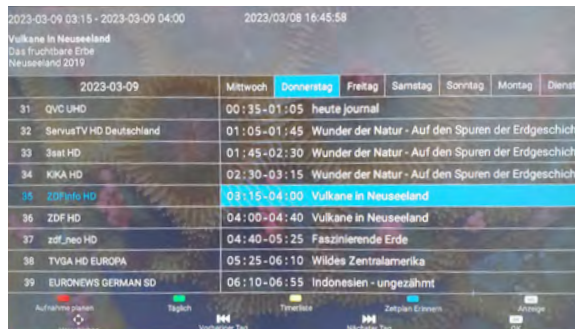 2023-03-09 03:15 - 2023-03-09 04:00 2023/03/08 16:45:58
Vulkane in Neuseeland
Das fruchtbare Erbe
Neuseeland 2019
2023-03-09 Mittwoch Donnerstag Freitag Samstag Sonntag Montag Dienst
31 QVC UHD 00:35-01:05 heute journal
32 ServusTV HD Deutschland 01:05-01:45 Wunder der Natur - Auf den Spuren der Erdgeschich
33 3sat HD 01:45-02:30 Wunder der Natur - Auf den Spuren der Erdgeschich
34 KiKA HD 02:30-03:15 Wunder der Natur - Auf den Spuren der Erdgeschich
35 ZDFinfo HD 03:15-04:00 Vulkane in Neuseeland
36 ZDF HD 04:00-04:40 Vulkane in Neuseeland
37 zdf_neo HD 04:40-05:25 Faszinierende Erde
38 TVGA HD EUROPA 05:25-06:10 Wildes Zentralamerika
39 EURONEWS GERMAN SD 06:10-06:55 Indonesien - ungezähmt
Aufnahme planen Täglich Timerliste Zeitplan Erinnern Anzeige
Vorheriger Tag Nächster Tag OK